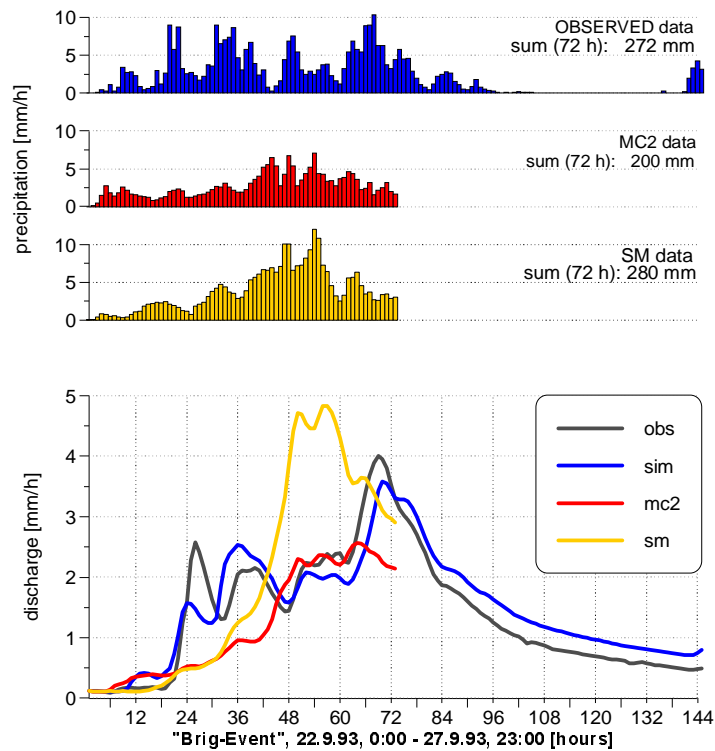 10
OBSERVED data
sum (72 h): 272 mm
5
0
10
MC2 data
sum (72 h): 200 mm
5
0
10
SM data
sum (72 h): 280 mm
5
0
precipitation [mm/h]
5
4
3
2
1
0
discharge [mm/h]
obs
sim
mc2
sm
12 24 36 48 60 72 84 96 108 120 132 144
"Brig-Event", 22.9.93, 0:00 - 27.9.93, 23:00 [hours]